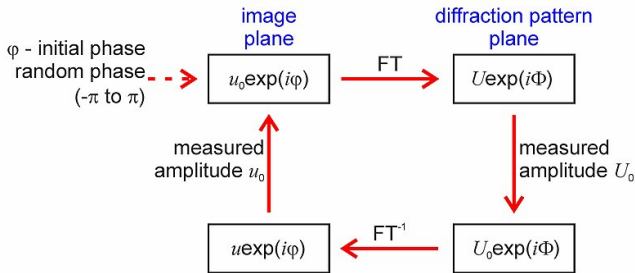 image
plane
diffraction pattern
plane
φ - initial phase
random phase
(-π to π)
u₀exp(iφ)
FT
Uexp(iΦ)
measured
amplitude u₀
measured
amplitude U₀
uexp(iφ)
FT⁻¹
U₀exp(iΦ)